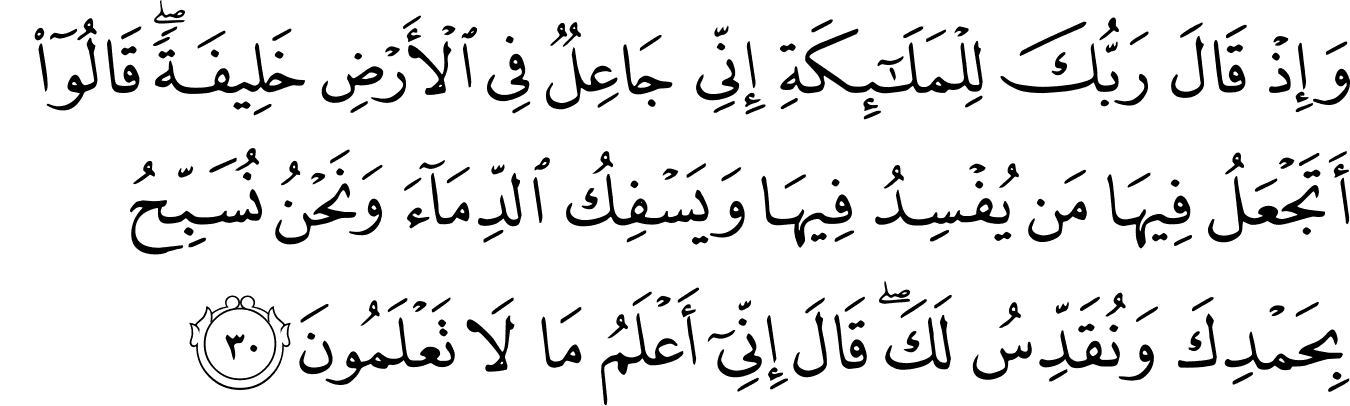 وَإِذْ قَالَ رَبُّكَ لِلْمَلَـٰٓئِكَةِ إِنِّى جَاعِلٌ فِى ٱلْأَرْضِ خَلِيفَةً ۖ قَالُوٓا۟
أَتَجْعَلُ فِيهَا مَن يُفْسِدُ فِيهَا وَيَسْفِكُ ٱلدِّمَآءَ وَنَحْنُ نُسَبِّحُ
بِحَمْدِكَ وَنُقَدِّسُ لَكَ ۖ قَالَ إِنِّىٓ أَعْلَمُ مَا لَا تَعْلَمُونَ ٣٠